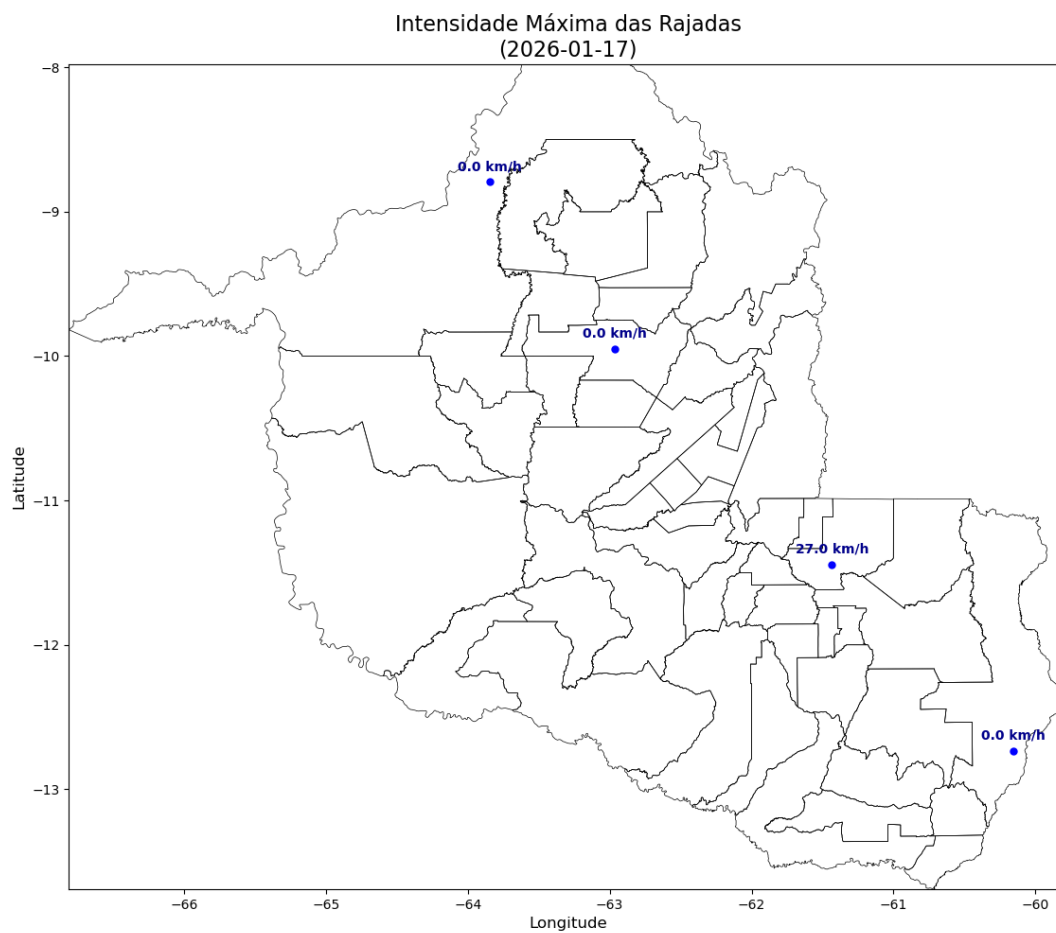 Intensidade Máxima das Rajadas
(2026-01-17)
−8
−9
−10
−11
−12
−13
Latitude
0.0 km/h
0.0 km/h
27.0 km/h
0.0 km/h
−66
−65
−64
−63
−62
−61
−60
Longitude